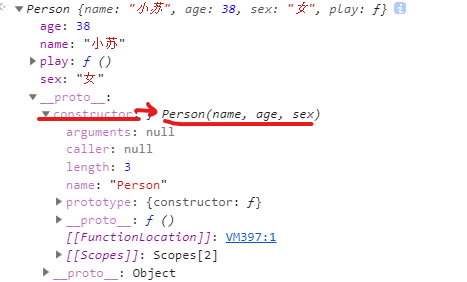 Person {name: "小苏", age: 38, sex: "女", play: ƒ} i
age: 38
name: "小苏"
play: ƒ ()
sex: "女"
__proto__:
constructor: ƒ Person(name, age, sex)
arguments: null
caller: null
length: 3
name: "Person"
prototype: {constructor: ƒ}
__proto__: ƒ ()
[[FunctionLocation]]: VM397:1
[[Scopes]]: Scopes[2]
__proto__: Object